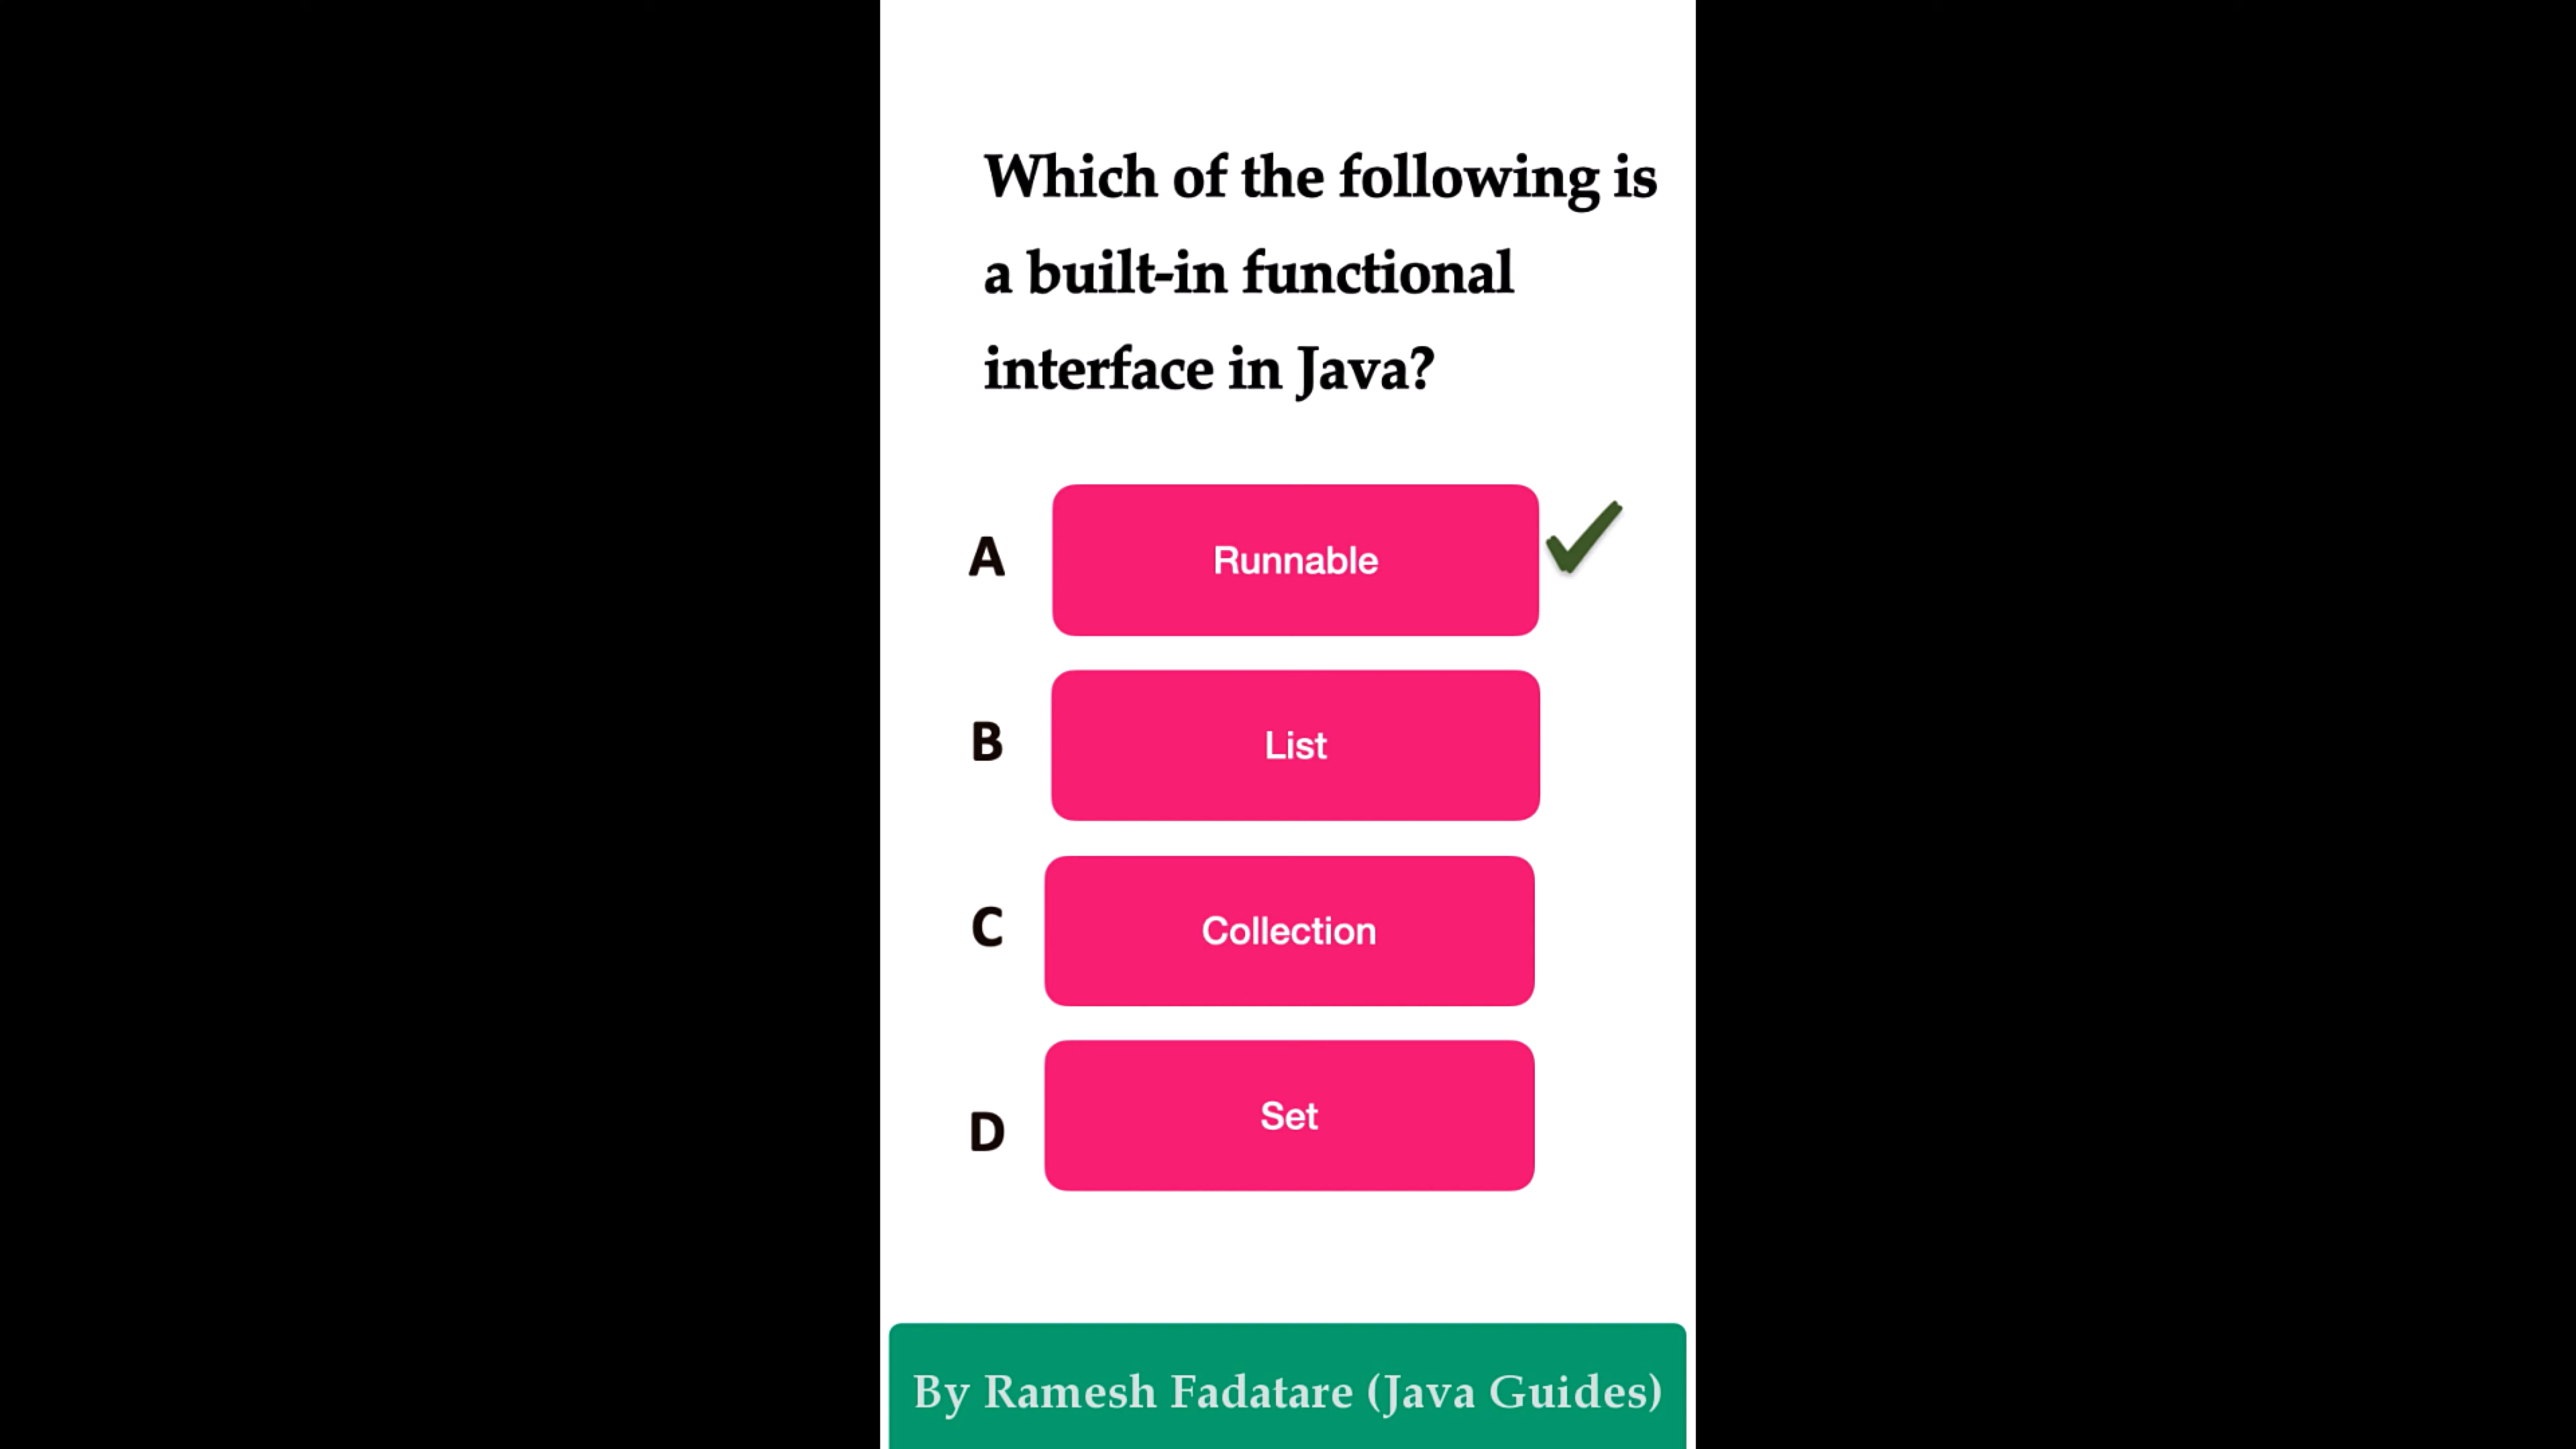 Which of the following is
a built-in functional
interface in Java?
A Runnable
B List
C Collection
D Set
By Ramesh Fadatare (Java Guides)